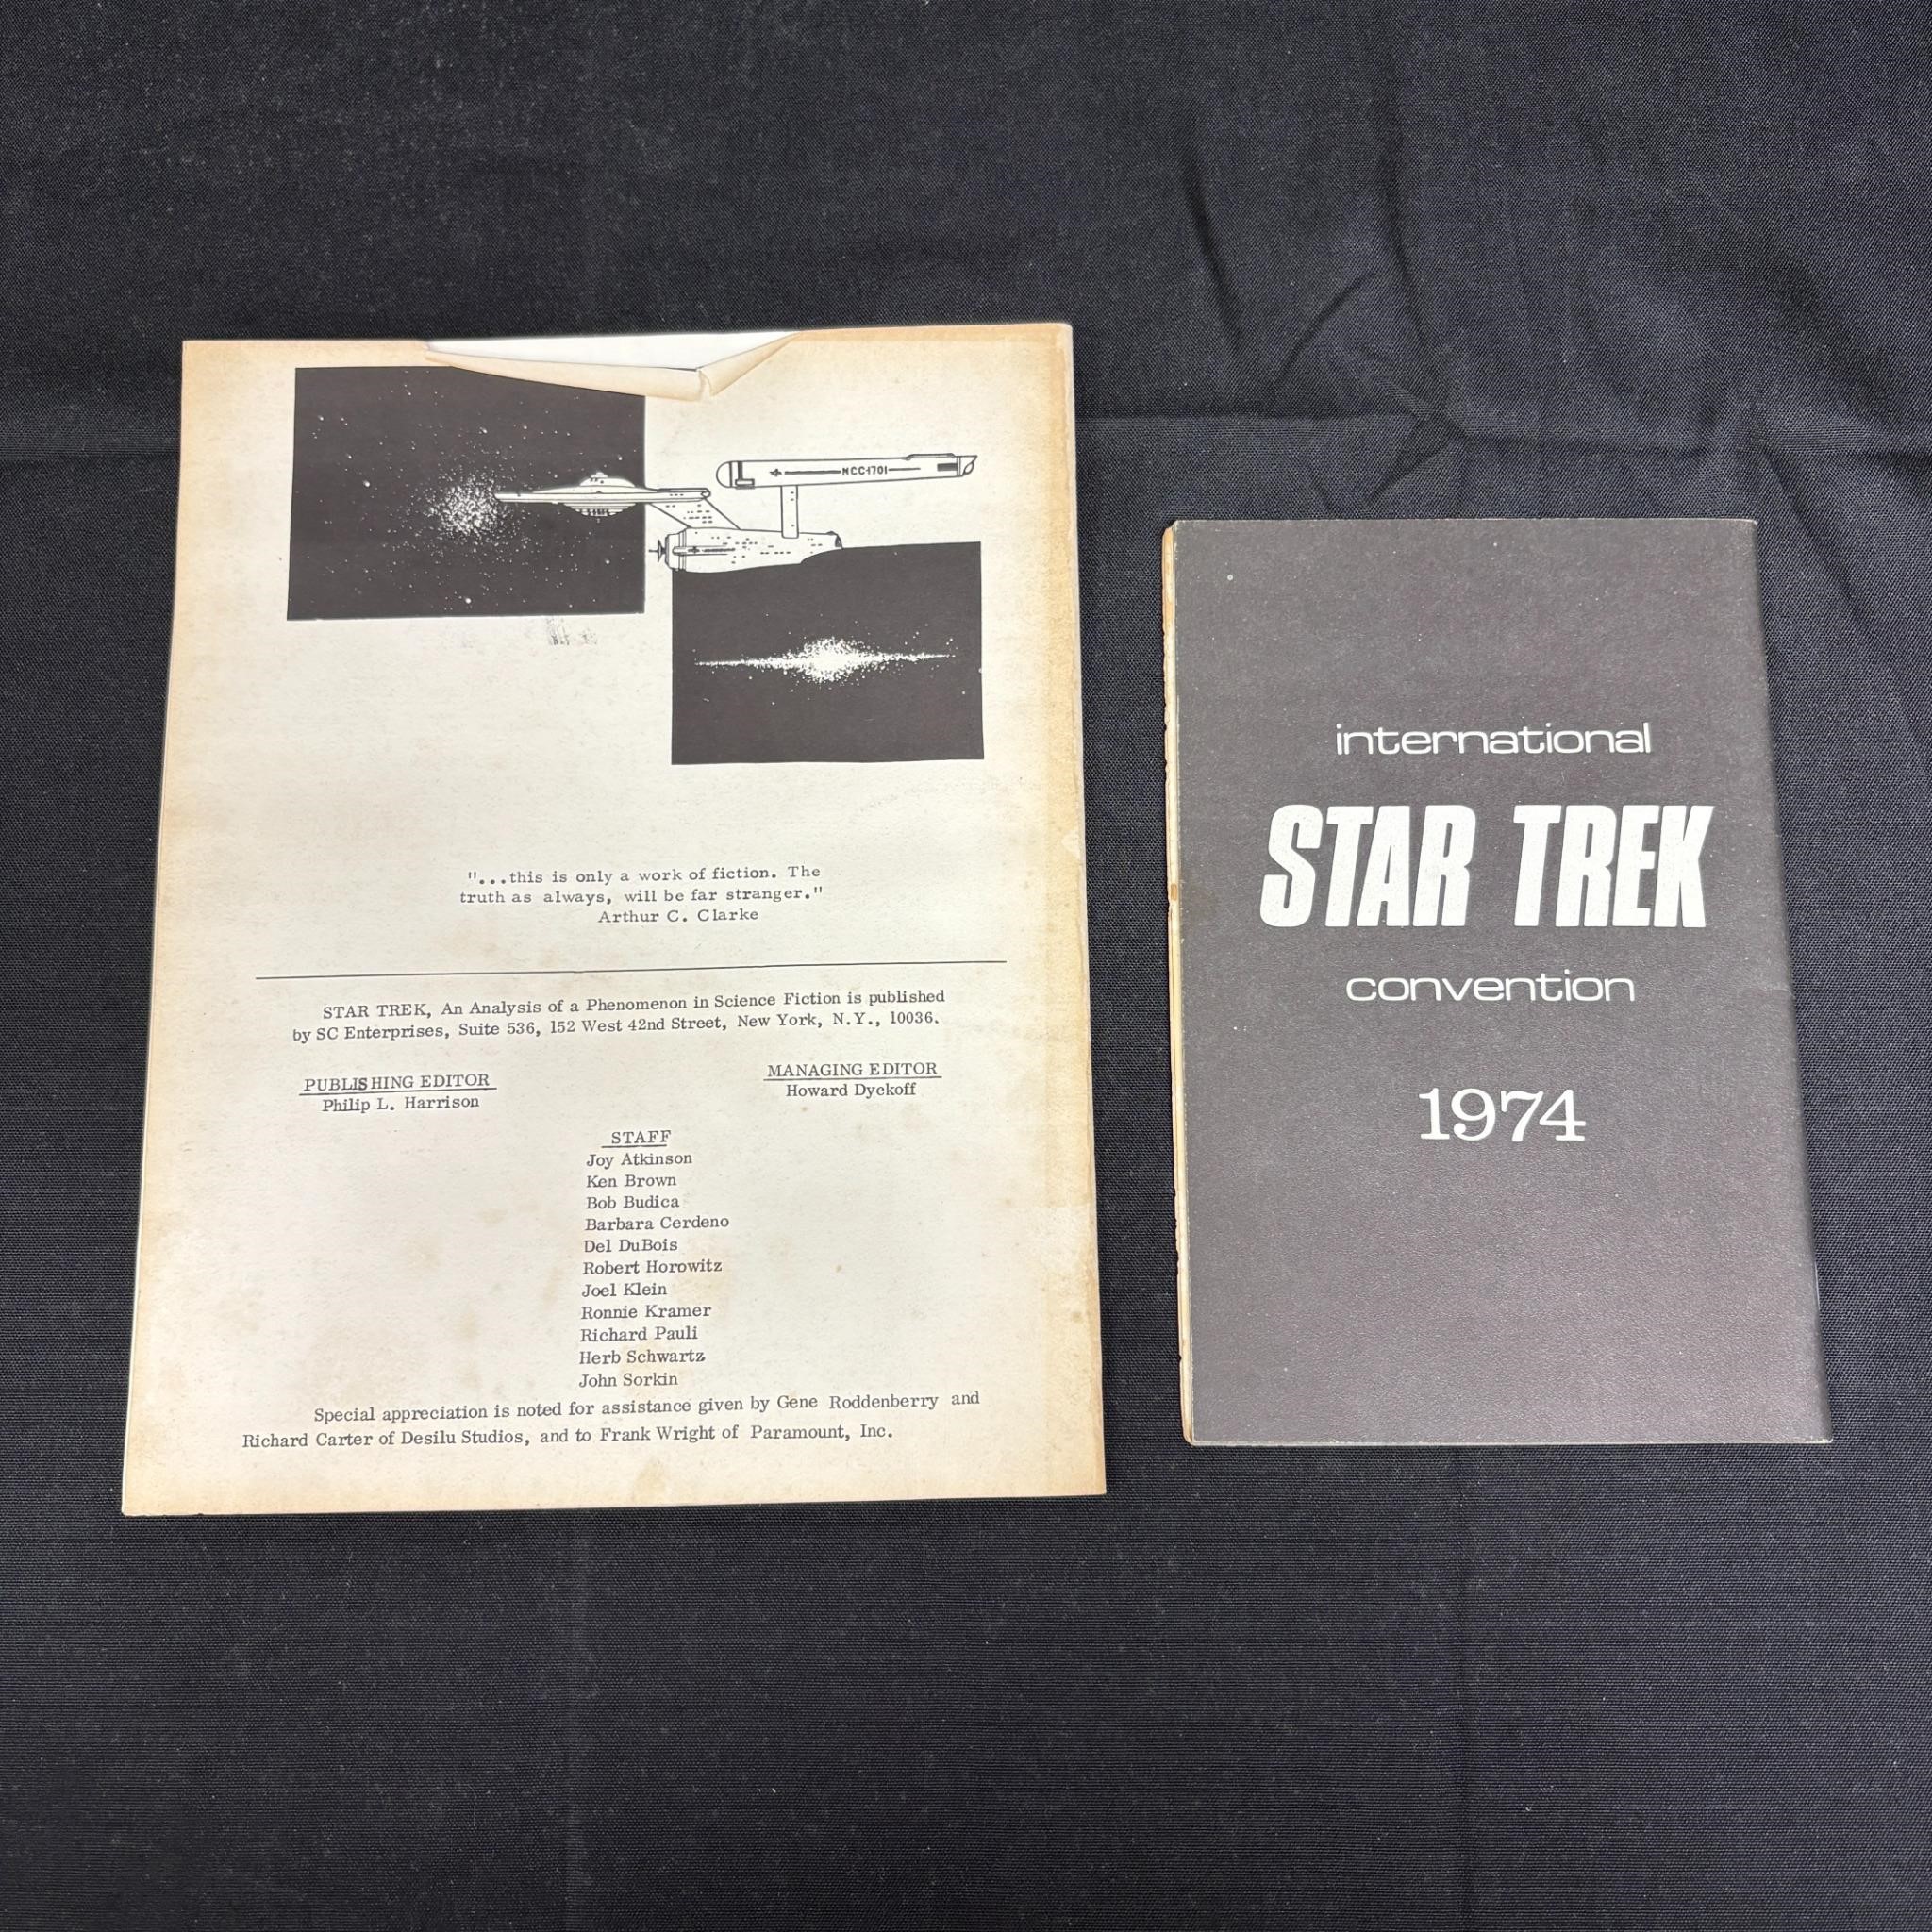 NCC-1701
"...this is only a work of fiction. The
truth as always, will be far stranger."
Arthur C. Clarke
STAR TREK, An Analysis of a Phenomenon in Science Fiction is published
by SC Enterprises, Suite 536, 152 West 42nd Street, New York, N.Y., 10036.
PUBLISHING EDITOR
Philip L. Harrison
MANAGING EDITOR
Howard Dyckoff
STAFF
Joy Atkinson
Ken Brown
Bob Budica
Barbara Cerdeno
Del DuBois
Robert Horowitz
Joel Klein
Ronnie Kramer
Richard Pauli
Herb Schwartz
John Sorkin
Special appreciation is noted for assistance given by Gene Roddenberry and
Richard Carter of Desilu Studios, and to Frank Wright of Paramount, Inc.
international
STAR TREK
convention
1974